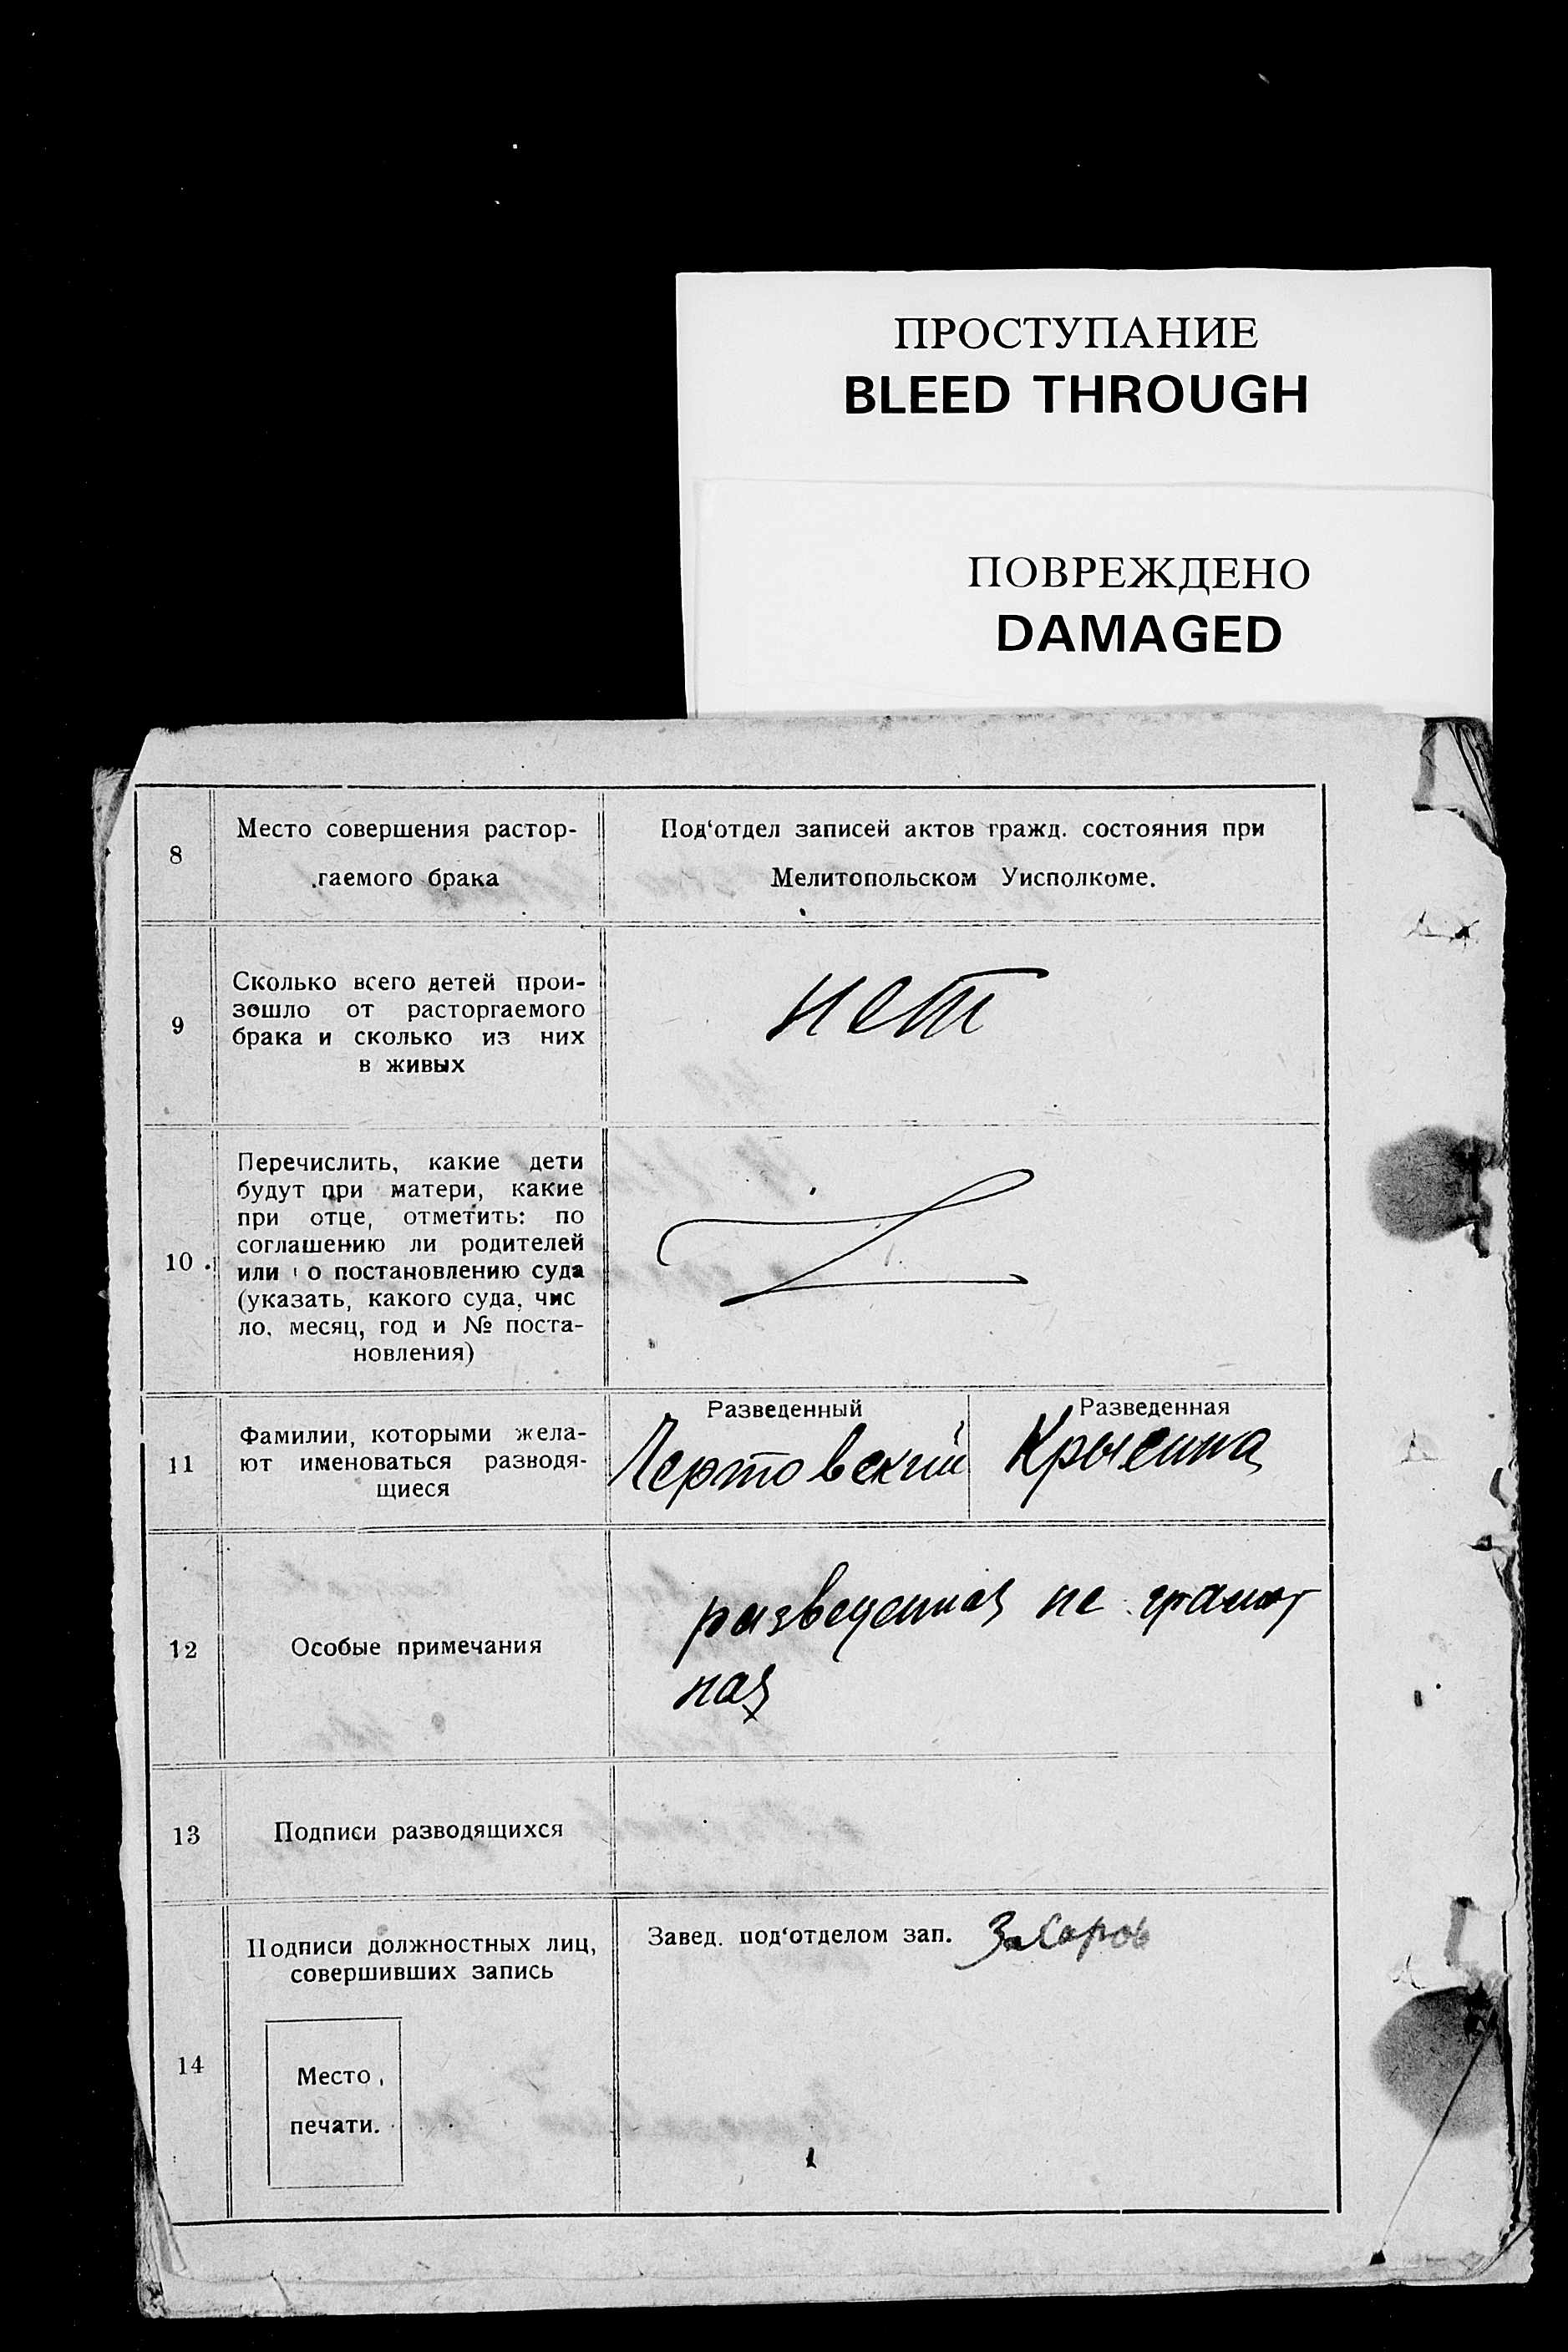 ПРОСТУПАНИЕ
BLEED THROUGH
ПОВРЕЖДЕНО
DAMAGED
8
Место совершения растор-
гаемого брака
Под‘отдел записей актов гражд. состояния при
Мелитопольском Уисполкоме.
9
Сколько всего детей прои-
зошло от расторгаемого
брака и сколько из них
в живых
нет
10
Перечислить, какие дети
будут при матери, какие
при отце, отметить: по
соглашению ли родителей
или о постановлению суда
(указать, какого суда, чис
ло, месяц, год и № поста-
новления)
11
Фамилии, которыми жела-
ют именоваться разводя-
щиеся
Разведенный
Чертовский
Разведенная
12
Особые примечания
разведенная не грамот
ная
13
Подписи разводящихся
14
Подписи должностных лиц,
совершивших запись
Завед. под‘отделом зап. Захаров
Место
печати.